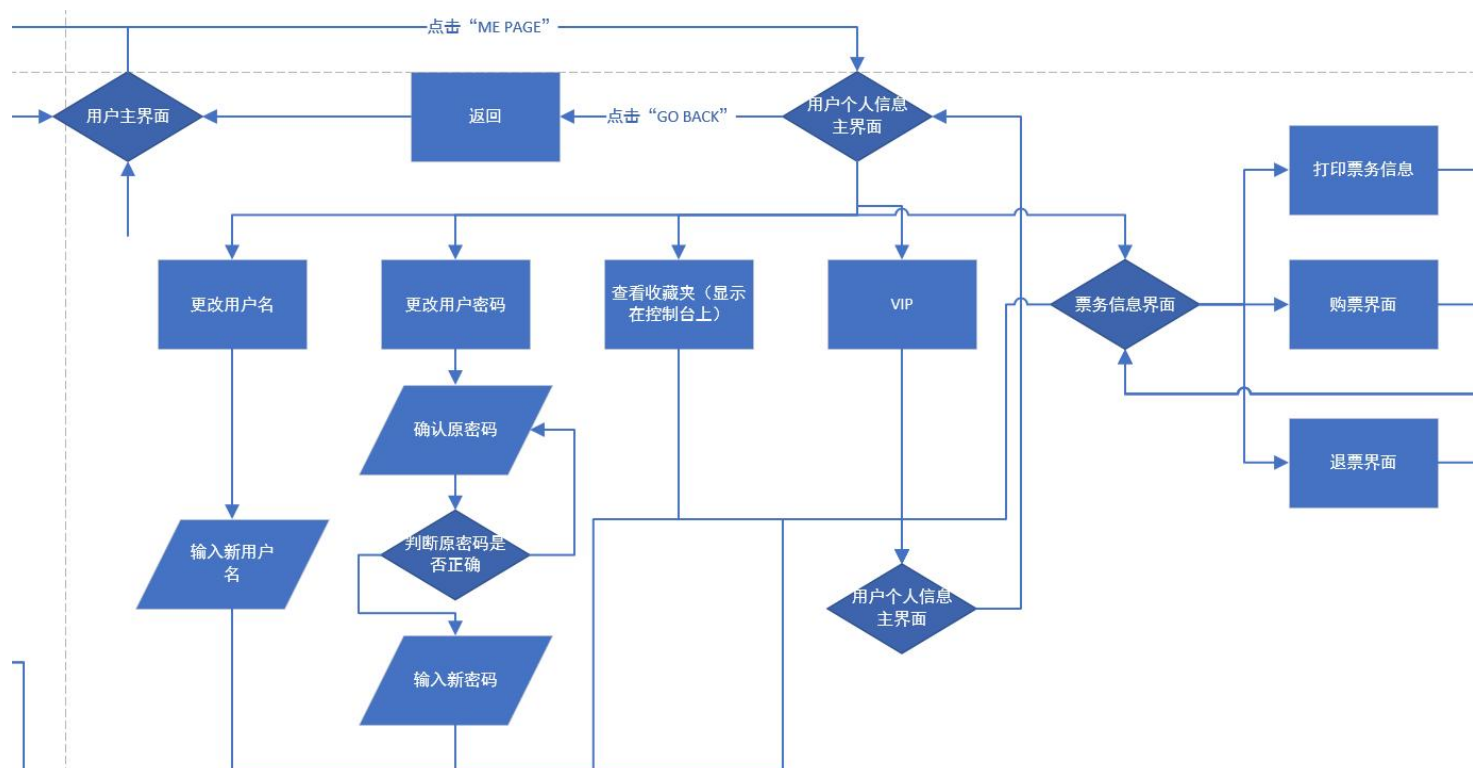 点击“ME PAGE”
用户主界面
返回
点击“GO BACK”
用户个人信息
主界面
打印票务信息
更改用户名
更改用户密码
查看收藏夹（显示
在控制台上）
VIP
票务信息界面
购票界面
确认原密码
退票界面
判断原密码是
否正确
输入新用户
名
用户个人信息
主界面
输入新密码